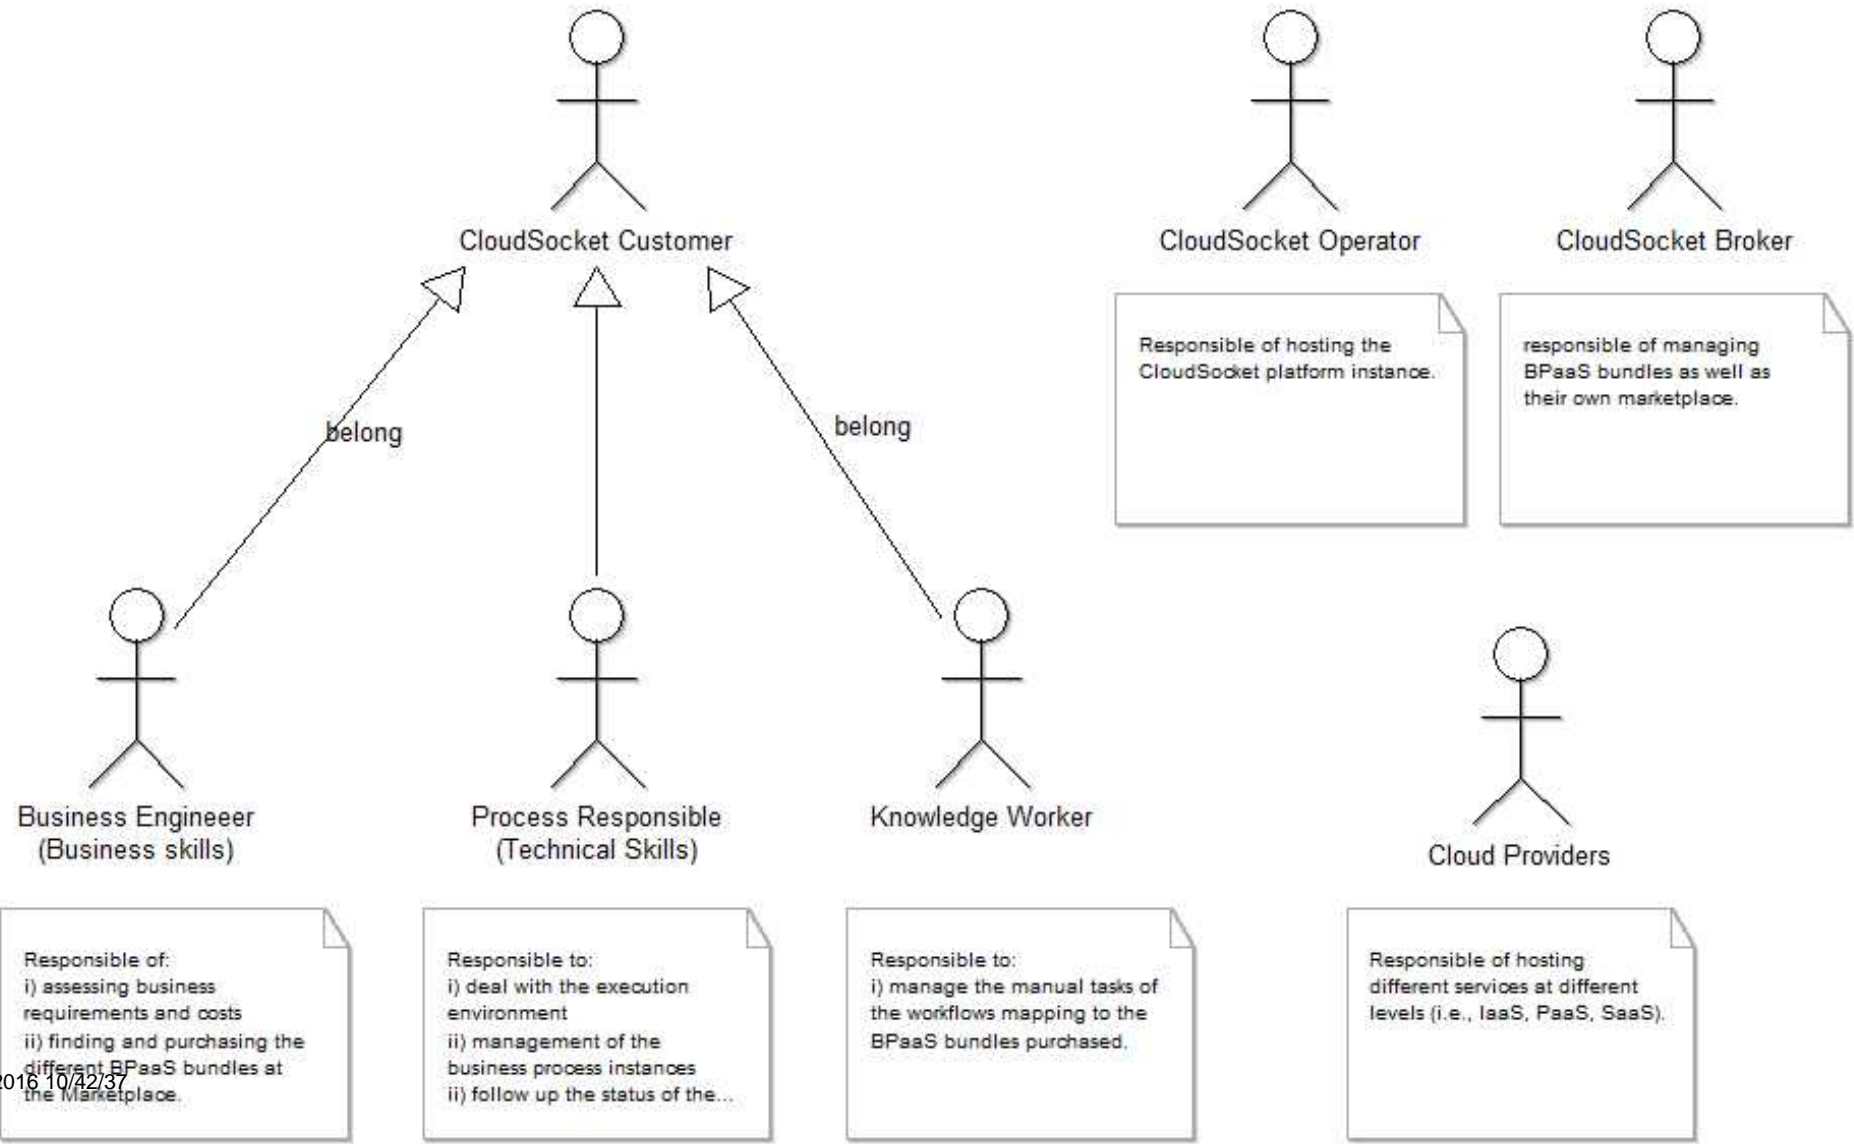 CloudSocket Customer
CloudSocket Operator
CloudSocket Broker
Responsible of hosting the
CloudSocket platform instance.
responsible of managing
BPaaS bundles as well as
their own marketplace.
belong
belong
Business Engineeer
(Business skills)
Process Responsible
(Technical Skills)
Knowledge Worker
Cloud Providers
Responsible of:
i) assessing business
requirements and costs
ii) finding and purchasing the
different BPaaS bundles at
the Marketplace.
2016 10/42/37
Responsible to:
i) deal with the execution
environment
ii) management of the
business process instances
ii) follow up the status of the...
Responsible to:
i) manage the manual tasks of
the workflows mapping to the
BPaaS bundles purchased.
Responsible of hosting
different services at different
levels (i.e., IaaS, PaaS, SaaS).